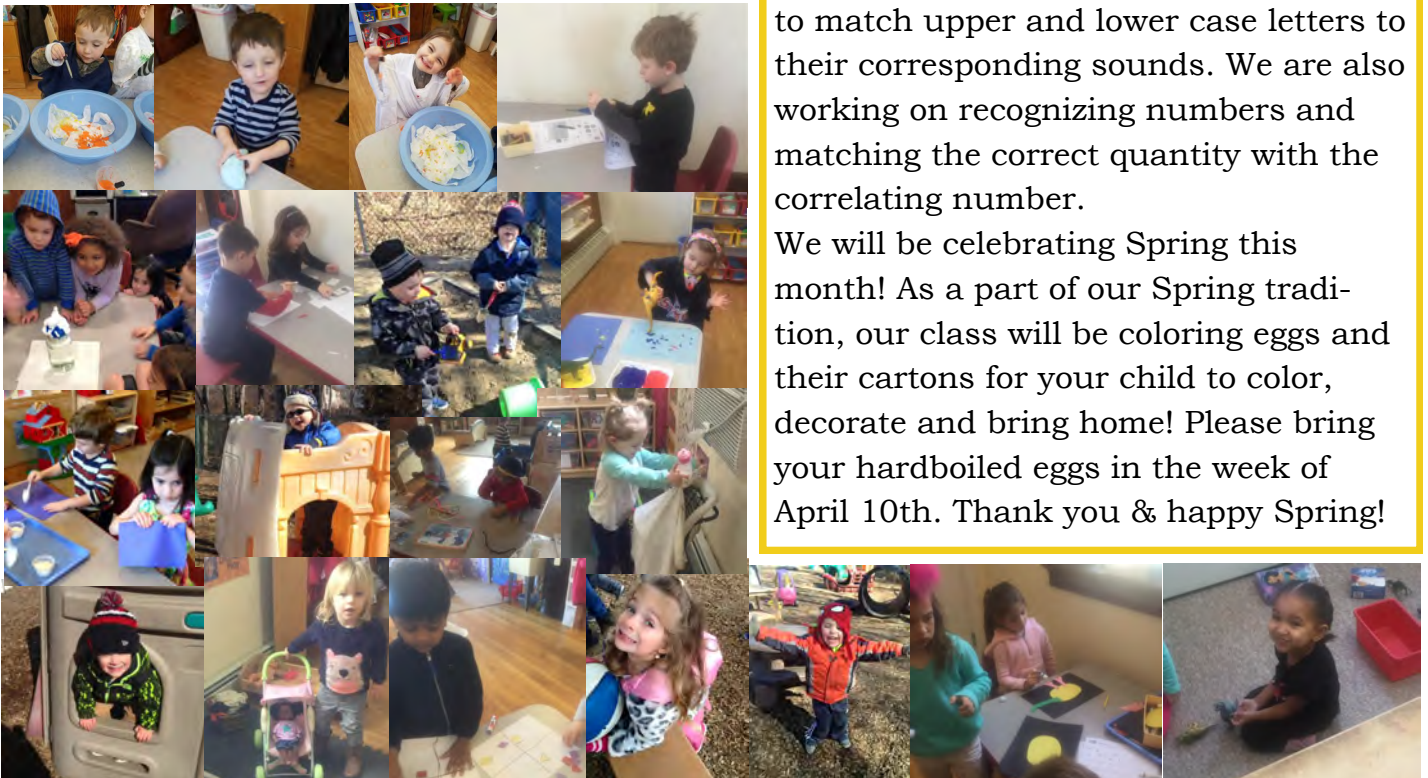 to match upper and lower case letters to
their corresponding sounds. We are also
working on recognizing numbers and
matching the correct quantity with the
correlating number.
We will be celebrating Spring this
month! As a part of our Spring tradi-
tion, our class will be coloring eggs and
their cartons for your child to color,
decorate and bring home! Please bring
your hardboiled eggs in the week of
April 10th. Thank you & happy Spring!